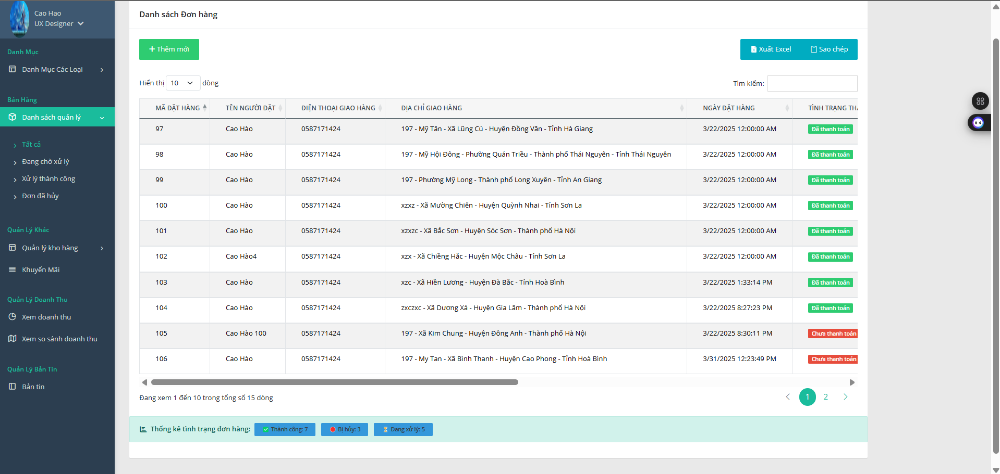 Cao Hao
UX Designer
Danh Mục
Danh Mục Các Loại
Bán Hàng
Danh sách quản lý
Tất cả
Đang chờ xử lý
Xử lý thành công
Đơn đã hủy
Quản Lý Khác
Quản lý kho hàng
Khuyến Mãi
Quản Lý Doanh Thu
Xem doanh thu
Xem so sánh doanh thu
Quản Lý Bản Tin
Bản tin
Danh sách Đơn hàng
+ Thêm mới
Xuất Excel Sao chép
Hiển thị 10 dòng
Tìm kiếm:
MÃ ĐẶT HÀNG TÊN NGƯỜI ĐẶT ĐIỆN THOẠI GIAO HÀNG ĐỊA CHỈ GIAO HÀNG NGÀY ĐẶT HÀNG TÌNH TRẠNG
97 Cao Hào 0587171424 197 - Mỹ Tân - Xã Lũng Cú - Huyện Đồng Văn - Tỉnh Hà Giang 3/22/2025 12:00:00 AM Đã thanh toán
98 Cao Hào 0587171424 197 - Mỹ Hội Đông - Phường Quán Triều - Thành phố Thái Nguyên - Tỉnh Thái Nguyên 3/22/2025 12:00:00 AM Đã thanh toán
99 Cao Hào 0587171424 197 - Phường Mỹ Long - Thành phố Long Xuyên - Tỉnh An Giang 3/22/2025 12:00:00 AM Đã thanh toán
100 Cao Hào 0587171424 xzxz - Xã Mường Chiên - Huyện Quỳnh Nhai - Tỉnh Sơn La 3/22/2025 12:00:00 AM Đã thanh toán
101 Cao Hào 0587171424 xzxzc - Xã Bắc Sơn - Huyện Sóc Sơn - Thành phố Hà Nội 3/22/2025 12:00:00 AM Đã thanh toán
102 Cao Hào4 0587171424 xzx - Xã Chiềng Hắc - Huyện Mộc Châu - Tỉnh Sơn La 3/22/2025 12:00:00 AM Đã thanh toán
103 Cao Hào 0587171424 xzc - Xã Hiền Lương - Huyện Đà Bắc - Tỉnh Hoà Bình 3/22/2025 1:33:14 PM Đã thanh toán
104 Cao Hào 0587171424 zxczxc - Xã Dương Xá - Huyện Gia Lâm - Thành phố Hà Nội 3/22/2025 8:27:23 PM Đã thanh toán
105 Cao Hào 100 0587171424 197 - Xã Kim Chung - Huyện Đông Anh - Thành phố Hà Nội 3/22/2025 8:30:11 PM Chưa thanh toán
106 Cao Hào 0587171424 197 - My Tan - Xã Bình Thanh - Huyện Cao Phong - Tỉnh Hoà Bình 3/31/2025 12:23:49 PM Chưa thanh toán
Đang xem 1 đến 10 trong tổng số 15 dòng
1 2
Thống kê tình trạng đơn hàng: Thành công: 7 Bị hủy: 3 Đang xử lý: 5